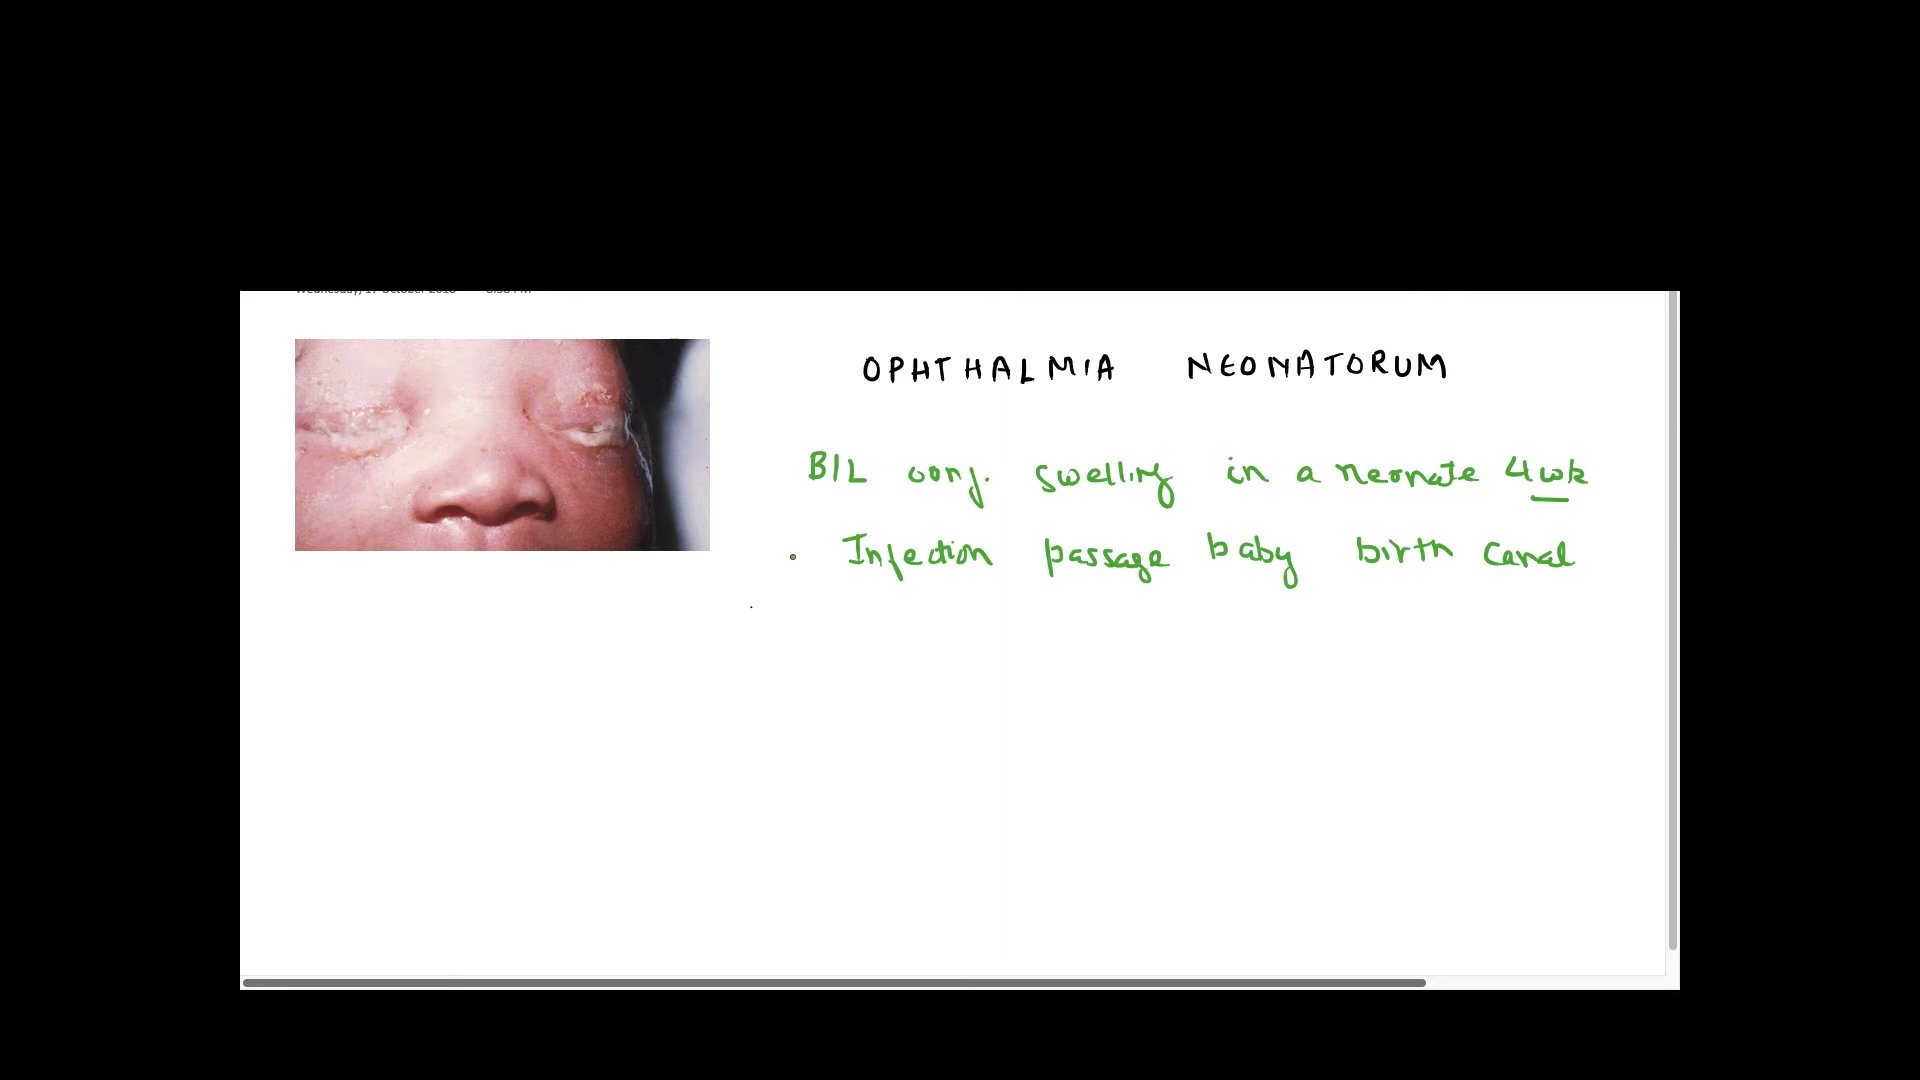 OPHTHALMIA NEONATORUM
B/L conj. swelling in a neonate 4wk
• Infection passage baby birth canal